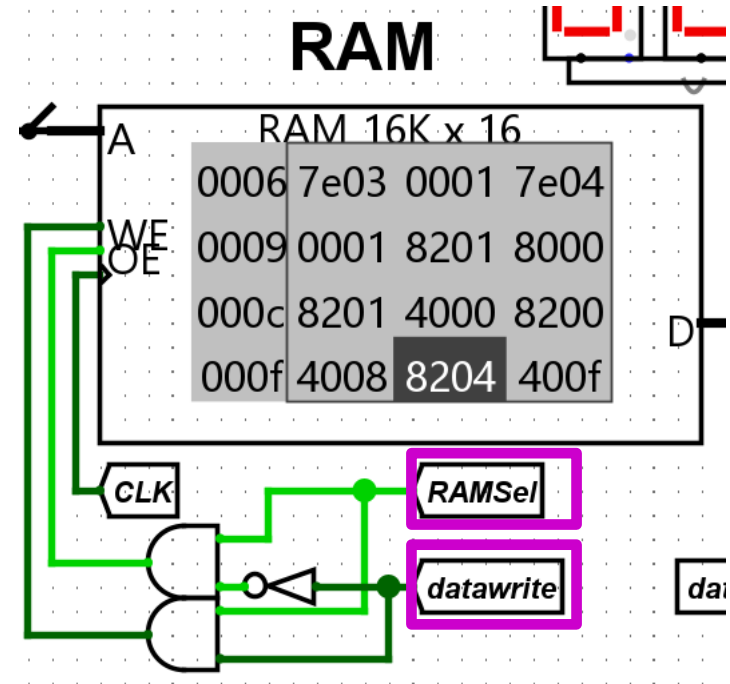 RAM
RAM 16K x 16
A
0006 7e03 0001 7e04
WE
0009 0001 8201 8000
OE
000c 8201 4000 8200
D
000f 4008 8204 400f
CLK
RAMSel
datawrite